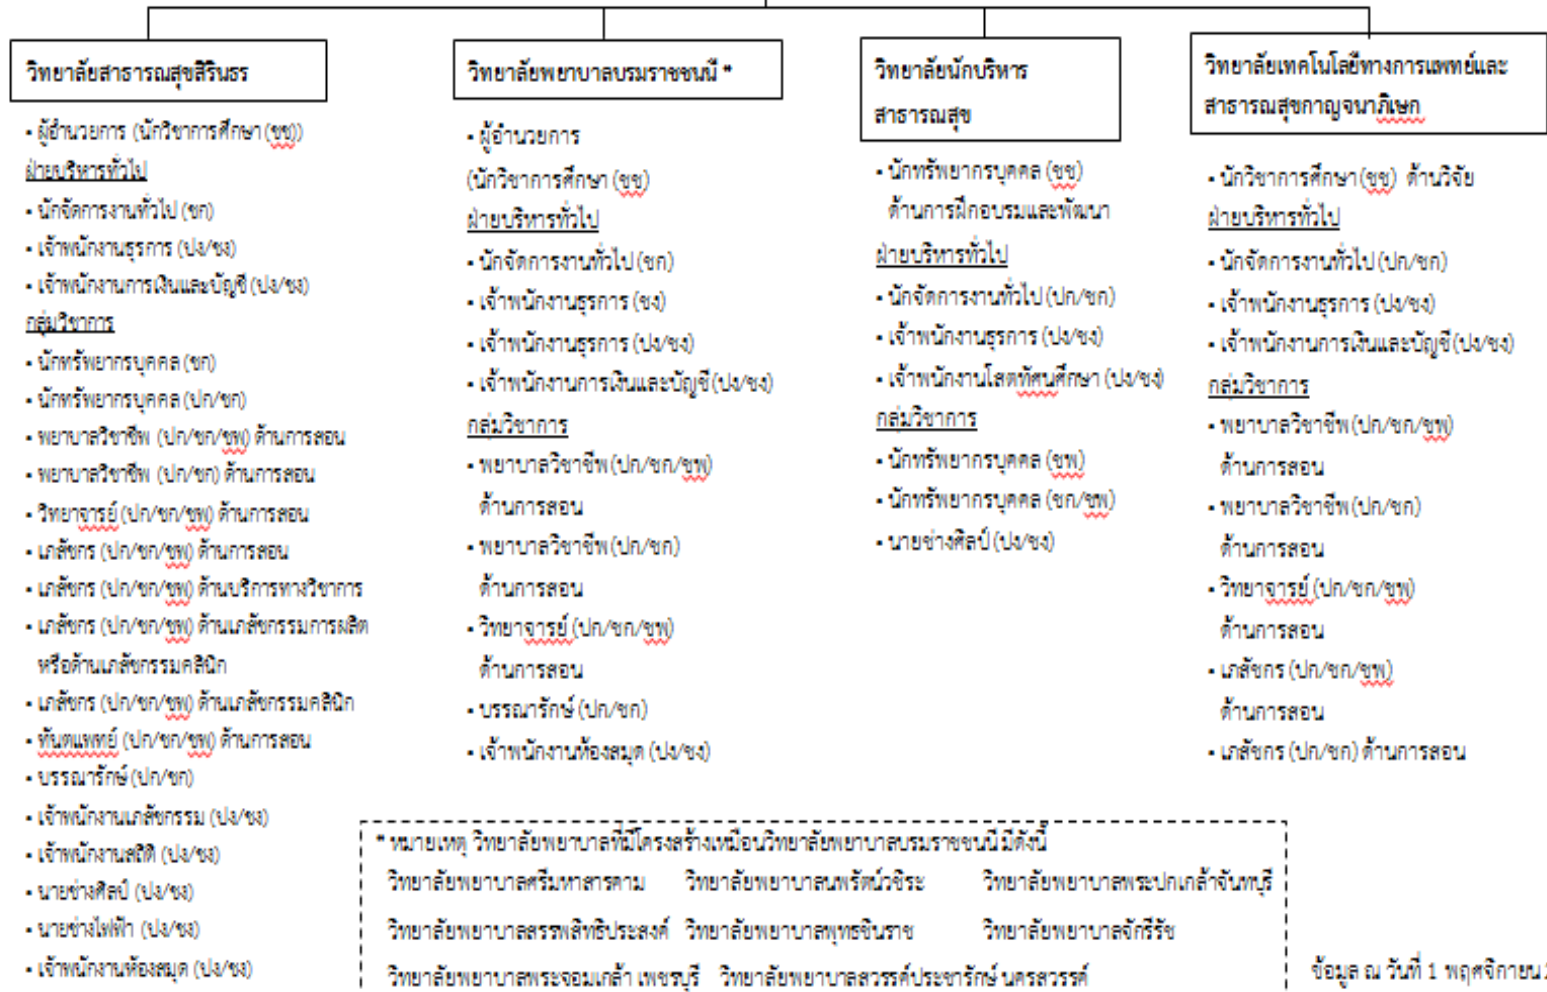 วิทยาลัยสาธารณสุขสิรินธร
• ผู้อำนวยการ (นักวิชาการศึกษา (ชช))
ฝ่ายบริหารทั่วไป
• นักจัดการงานทั่วไป (ชก)
• เจ้าพนักงานธุรการ (ปง/ชง)
• เจ้าพนักงานการเงินและบัญชี (ปง/ชง)
กลุ่มวิชาการ
• นักทรัพยากรบุคคล (ชก)
• นักทรัพยากรบุคคล (ปก/ชก)
• พยาบาลวิชาชีพ (ปก/ชก/ชพ) ด้านการสอน
• พยาบาลวิชาชีพ (ปก/ชก) ด้านการสอน
• วิทยาจารย์ (ปก/ชก/ชพ) ด้านการสอน
• เภสัชกร (ปก/ชก/ชพ) ด้านการสอน
• เภสัชกร (ปก/ชก/ชพ) ด้านบริการทางวิชาการ
• เภสัชกร (ปก/ชก/ชพ) ด้านเภสัชกรรมการผลิต
หรือด้านเภสัชกรรมคลินิก
• เภสัชกร (ปก/ชก/ชพ) ด้านเภสัชกรรมคลินิก
• ทันตแพทย์ (ปก/ชก/ชพ) ด้านการสอน
• บรรณารักษ์ (ปก/ชก)
• เจ้าพนักงานเภสัชกรรม (ปง/ชง)
• เจ้าพนักงานสถิติ (ปง/ชง)
• นายช่างศิลป์ (ปง/ชง)
• นายช่างไฟฟ้า (ปง/ชง)
• เจ้าพนักงานห้องสมุด (ปง/ชง)
วิทยาลัยพยาบาลบรมราชชนนี *
• ผู้อำนวยการ
(นักวิชาการศึกษา (ชช)
ฝ่ายบริหารทั่วไป
• นักจัดการงานทั่วไป (ชก)
• เจ้าพนักงานธุรการ (ชง)
• เจ้าพนักงานธุรการ (ปง/ชง)
• เจ้าพนักงานการเงินและบัญชี (ปง/ชง)
กลุ่มวิชาการ
• พยาบาลวิชาชีพ (ปก/ชก/ชพ)
ด้านการสอน
• พยาบาลวิชาชีพ (ปก/ชก)
ด้านการสอน
• วิทยาจารย์ (ปก/ชก/ชพ)
ด้านการสอน
• บรรณารักษ์ (ปก/ชก)
• เจ้าพนักงานห้องสมุด (ปง/ชง)
วิทยาลัยนักบริหาร
สาธารณสุข
• นักทรัพยากรบุคคล (ชช)
ด้านการฝึกอบรมและพัฒนา
ฝ่ายบริหารทั่วไป
• นักจัดการงานทั่วไป (ปก/ชก)
• เจ้าพนักงานธุรการ (ปง/ชง)
• เจ้าพนักงานโสตทัศนศึกษา (ปง/ชง)
กลุ่มวิชาการ
• นักทรัพยากรบุคคล (ชพ)
• นักทรัพยากรบุคคล (ชก/ชพ)
• นายช่างศิลป์ (ปง/ชง)
วิทยาลัยเทคโนโลยีทางการแพทย์และ
สาธารณสุขกาญจนาภิเษก
• นักวิชาการศึกษา (ชช) ด้านวิจัย
ฝ่ายบริหารทั่วไป
• นักจัดการงานทั่วไป (ปก/ชก)
• เจ้าพนักงานธุรการ (ปง/ชง)
• เจ้าพนักงานการเงินและบัญชี (ปง/ชง)
กลุ่มวิชาการ
• พยาบาลวิชาชีพ (ปก/ชก/ชพ)
ด้านการสอน
• พยาบาลวิชาชีพ (ปก/ชก)
ด้านการสอน
• วิทยาจารย์ (ปก/ชก/ชพ)
ด้านการสอน
• เภสัชกร (ปก/ชก/ชพ)
ด้านการสอน
• เภสัชกร (ปก/ชก) ด้านการสอน
* หมายเหตุ วิทยาลัยพยาบาลที่มีโครงสร้างเหมือนวิทยาลัยพยาบาลบรมราชชนนี มีดังนี้
วิทยาลัยพยาบาลศรีมหาสารคาม วิทยาลัยพยาบาลนพรัตน์วชิระ วิทยาลัยพยาบาลพระปกเกล้าจันทบุรี
วิทยาลัยพยาบาลสรรพสิทธิประสงค์ วิทยาลัยพยาบาลพุทธชินราช วิทยาลัยพยาบาลจักรีรัช
วิทยาลัยพยาบาลพระจอมเกล้า เพชรบุรี วิทยาลัยพยาบาลสวรรค์ประชารักษ์ นครสวรรค์
ข้อมูล ณ วันที่ 1 พฤศจิกายน